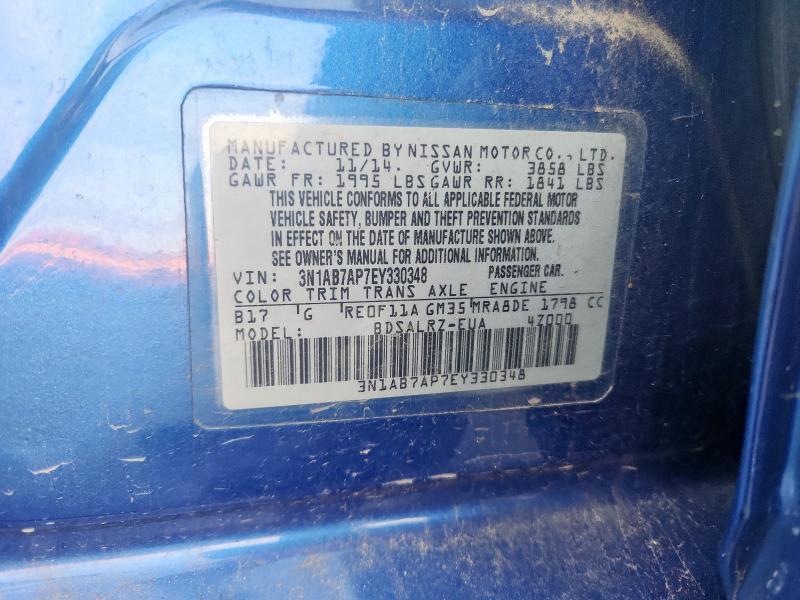 MANUFACTURED BY NISSAN MOTOR CO., LTD.
DATE: 11/14. GVWR: 3858 LBS
GAWR FR: 1995 LBS GAWR RR: 1841 LBS
THIS VEHICLE CONFORMS TO ALL APPLICABLE FEDERAL MOTOR
VEHICLE SAFETY, BUMPER AND THEFT PREVENTION STANDARDS
IN EFFECT ON THE DATE OF MANUFACTURE SHOWN ABOVE.
SEE OWNER'S MANUAL FOR ADDITIONAL INFORMATION.
VIN: 3N1AB7AP7EY330348 PASSENGER CAR.
COLOR TRIM TRANS AXLE ENGINE
B17 G RE0F11A GM35 MRA8DE 1798 CC
MODEL: BDSALRZ-EUA 47000
3N1AB7AP7EY330348